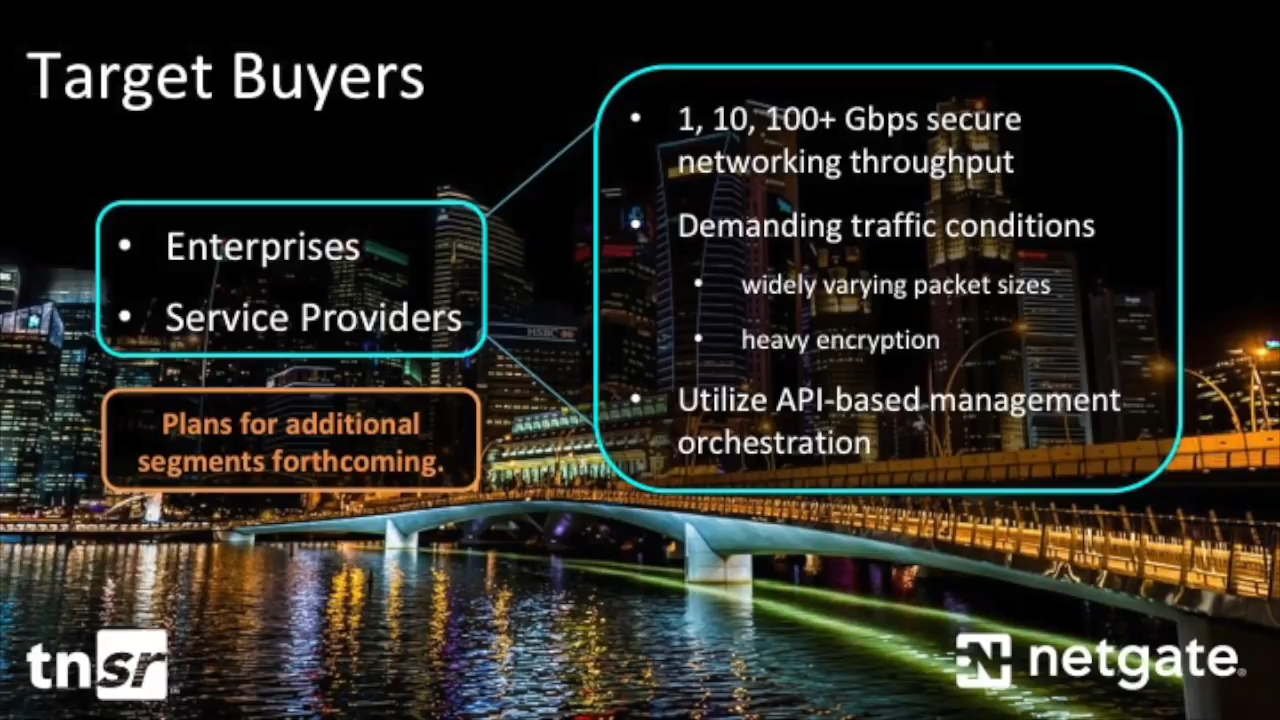 Target Buyers
• Enterprises
• Service Providers
Plans for additional
segments forthcoming.
• 1, 10, 100+ Gbps secure
networking throughput
• Demanding traffic conditions
• widely varying packet sizes
• heavy encryption
• Utilize API-based management
orchestration
HSBC
tnsr
N netgate®